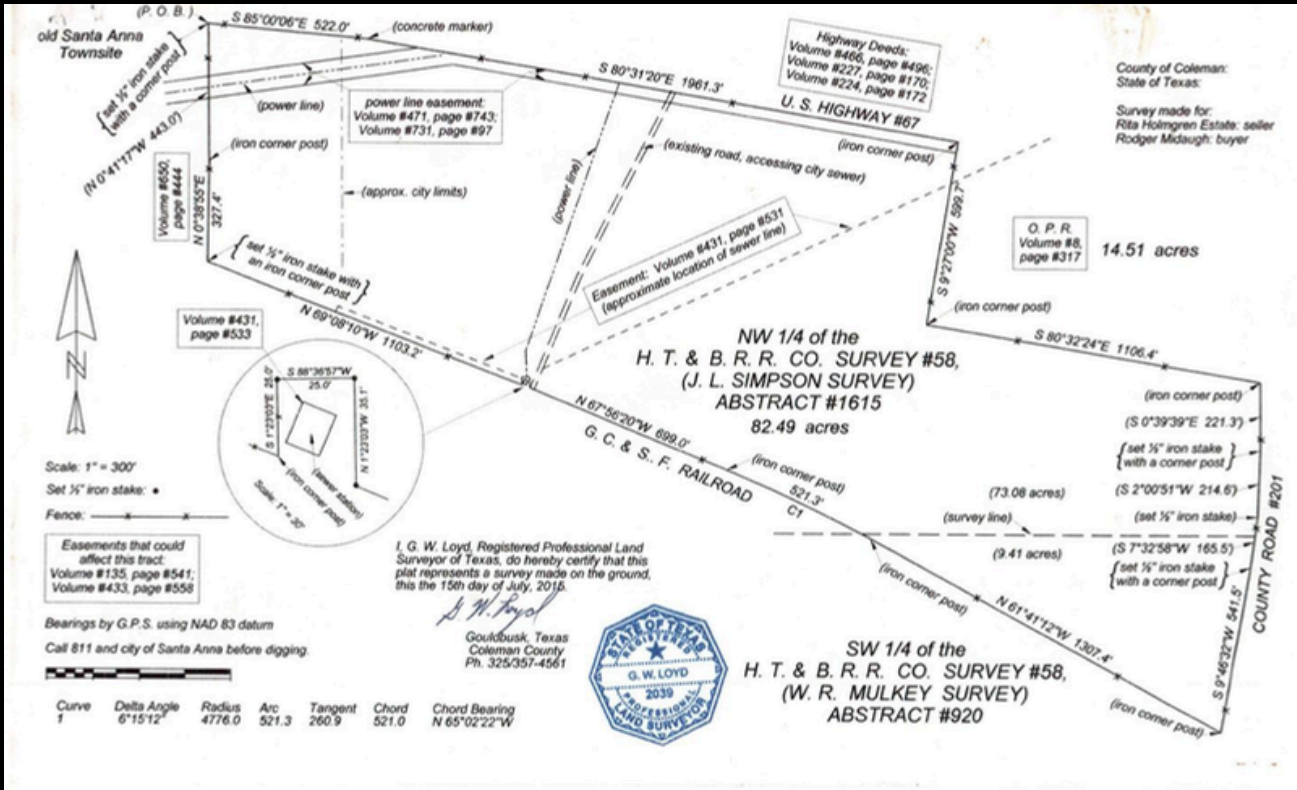 (P. O. B.)
old Santa Anna
Townsite
S 85°00'06"E 522.0'
(concrete marker)
{set ½" iron stake
(with a corner post}
(N 0°41'17"W 443.0')
(power line)
power line easement:
Volume #471, page #743;
Volume #731, page #97
S 80°31'20"E 1961.3'
Highway Deeds:
Volume #466, page #496;
Volume #227, page #170;
Volume #224, page #172
U. S. HIGHWAY #67
County of Coleman:
State of Texas:
Survey made for:
Rita Holmgren Estate: seller
Rodger Midaugh: buyer
(iron corner post)
(iron corner post)
(existing road, accessing city sewer)
Volume #650,
page #444
N 0°38'55"E
327.4'
(approx. city limits)
(power line)
S 9°27'00"W 599.7'
O. P. R.
Volume #8,
page #317
14.51 acres
{set ½" iron stake with
an iron corner post}
Easement: Volume #431, page #531
(approximate location of sewer line)
(iron corner post)
N
Volume #431,
page #533
N 69°08'10"W 1103.2'
NW 1/4 of the
H. T. & B. R. R. CO. SURVEY #58,
(J. L. SIMPSON SURVEY)
ABSTRACT #1615
82.49 acres
S 80°32'24"E 1106.4'
(iron corner post)
(S 0°39'39"E 221.3')
{set ½" iron stake
with a corner post}
(S 2°00'51"W 214.6')
(set ½" iron stake)
(S 7°32'58"W 165.5')
{set ½" iron stake
with a corner post}
COUNTY ROAD #201
S 9°46'32"W 541.5'
S 88°36'57"W
25.0'
S 1°23'03"E 25.0'
N 1°23'03"W 35.1'
(iron corner post)
(sewer station)
Scale: 1" = 30'
N 67°56'20"W 699.0'
G. C. & S.. F. RAILROAD
(iron corner post)
521.3'
C1
(73.08 acres)
(survey line)
(9.41 acres)
(iron corner post)
N 61°41'12"W 1307.4'
(iron corner post)
Scale: 1" = 300'
Set ½" iron stake: •
Fence:
Easements that could
affect this tract:
Volume #135, page #541;
Volume #433, page #558
Bearings by G.P.S. using NAD 83 datum
Call 811 and city of Santa Anna before digging.
I, G. W. Loyd, Registered Professional Land
Surveyor of Texas, do hereby certify that this
plat represents a survey made on the ground,
this the 15th day of July, 2015.
G. W. Loyd
Gouldbusk, Texas
Coleman County
Ph. 325/357-4561
STATE OF TEXAS
REGISTERED
G. W. LOYD
2039
PROFESSIONAL
LAND SURVEYOR
SW 1/4 of the
H. T. & B. R. R. CO. SURVEY #58,
(W. R. MULKEY SURVEY)
ABSTRACT #920
Curve Delta Angle Radius Arc Tangent Chord Chord Bearing
1 6°15'12" 4776.0 521.3 260.9 521.0 N 65°02'22"W